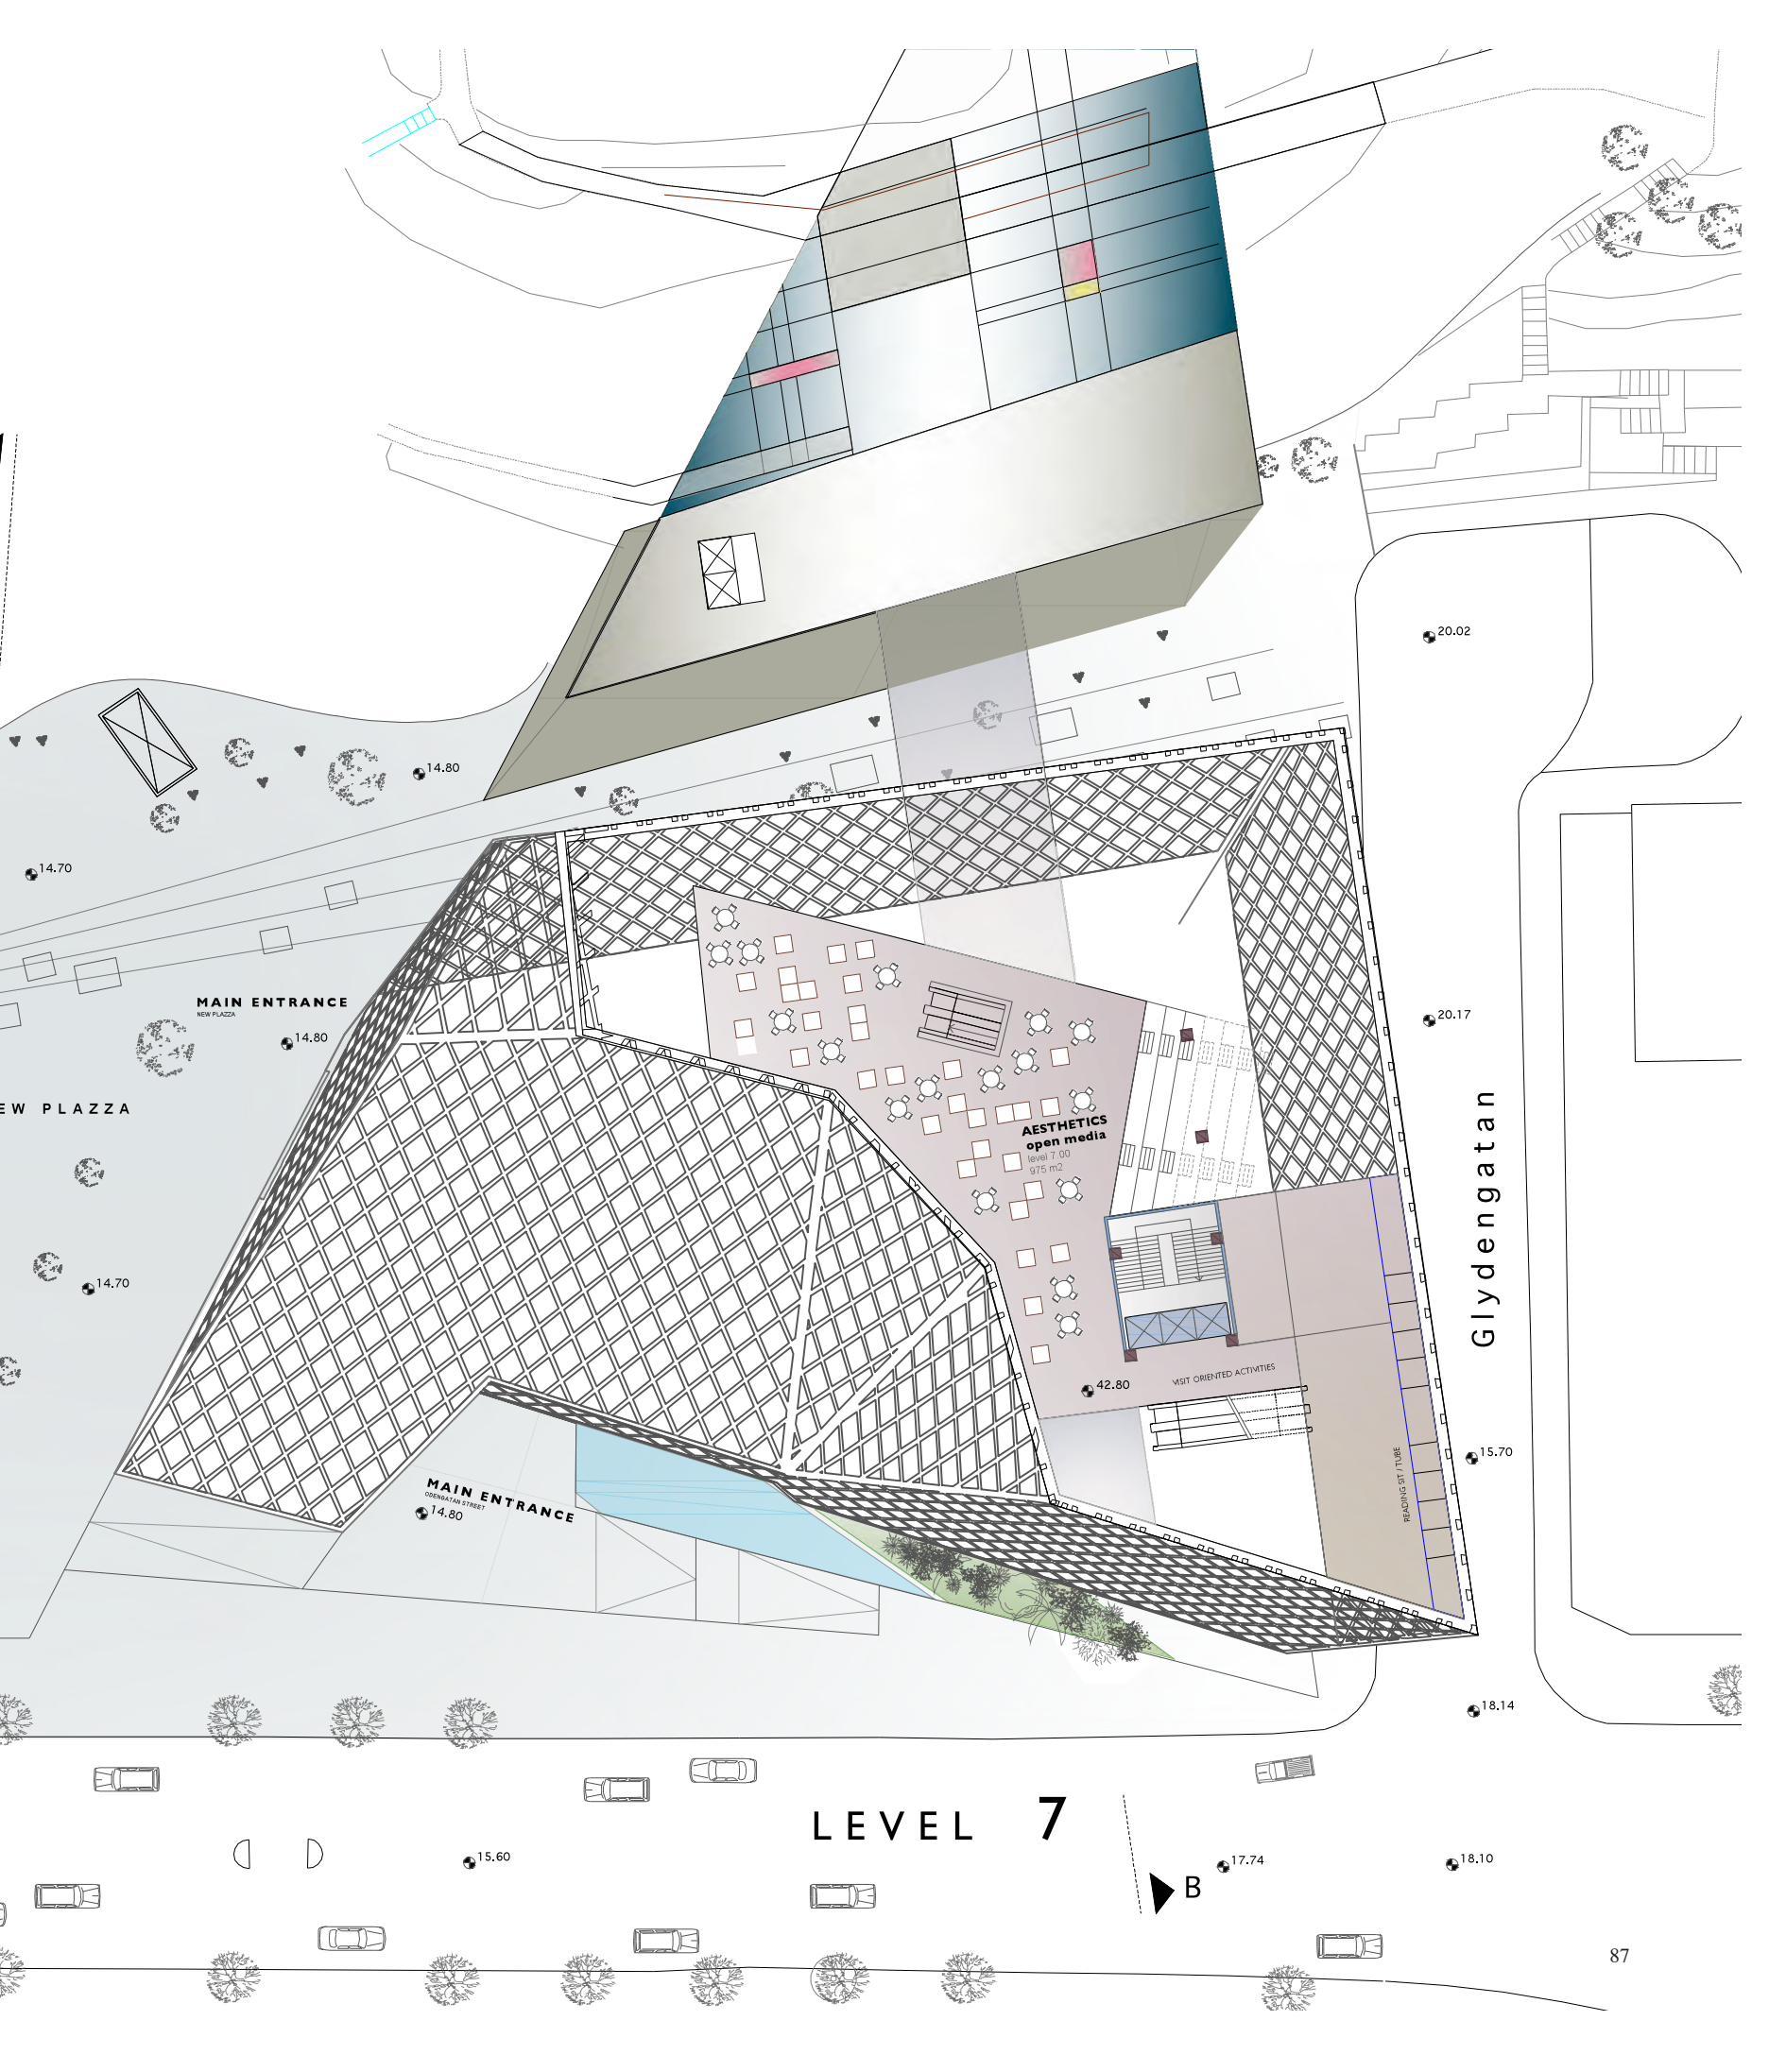 20.02
14.80
14.70
MAIN ENTRANCE
NEW PLAZZA
14.80
20.17
EW PLAZZA
AESTHETICS
open media
level 7.00
975 m2
Glydengatan
14.70
VISIT ORIENTED ACTIVITIES
42.80
READING SIT / TUBE
15.70
MAIN ENTRANCE
ODENGATAN STREET
14.80
18.14
LEVEL 7
15.60
17.74
18.10
B
87